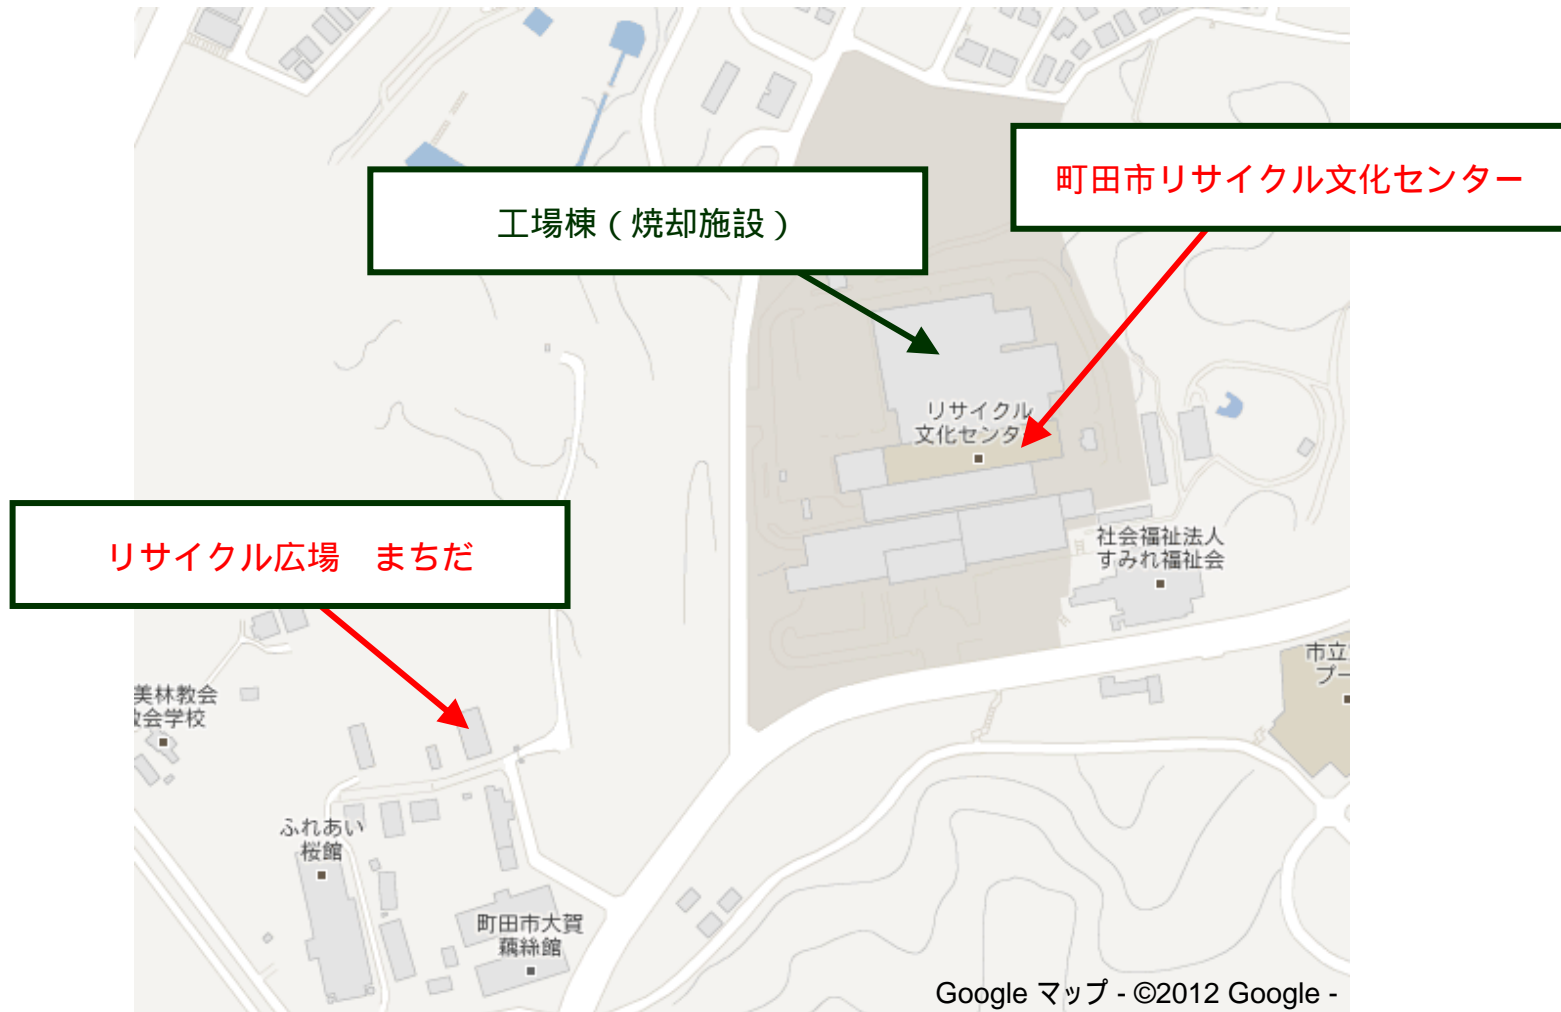 町田市リサイクル文化センター
工場棟（焼却施設）
リサイクル
文化センタ
リサイクル広場　まちだ
社会福祉法人
すみれ福祉会
市立
プー
美林教会
会学校
ふれあい
桜館
町田市大賀
藕絲館
Google マップ - ©2012 Google -